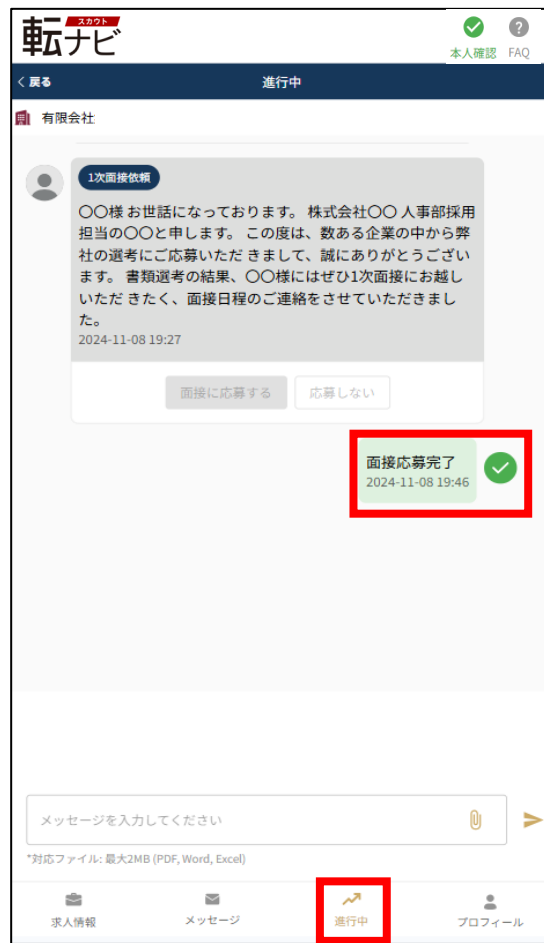 スカウト
転ナビ
本人確認 FAQ
< 戻る 進行中
有限会社
1次面接依頼
〇〇様 お世話になっております。 株式会社〇〇 人事部採用
担当の〇〇と申します。 この度は、数ある企業の中から弊
社の選考にご応募いただ きまして、誠にありがとうござい
ます。 書類選考の結果、〇〇様にはぜひ1次面接にお越し
いただ きたく、面接日程のご連絡をさせていただきまし
た。
2024-11-08 19:27
面接に応募する 応募しない
面接応募完了
2024-11-08 19:46
メッセージを入力してください
*対応ファイル: 最大2MB (PDF, Word, Excel)
求人情報 メッセージ 進行中 プロフィール